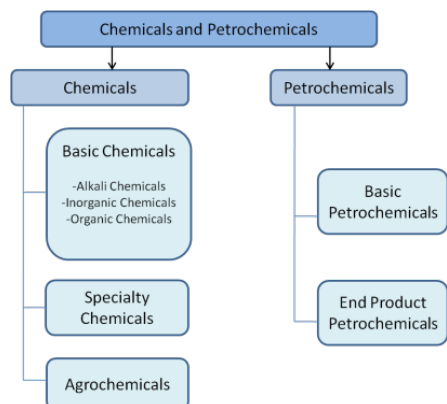 Chemicals and Petrochemicals
Chemicals
Petrochemicals
Basic Chemicals
-Alkali Chemicals
-Inorganic Chemicals
-Organic Chemicals
Specialty
Chemicals
Agrochemicals
Basic
Petrochemicals
End Product
Petrochemicals